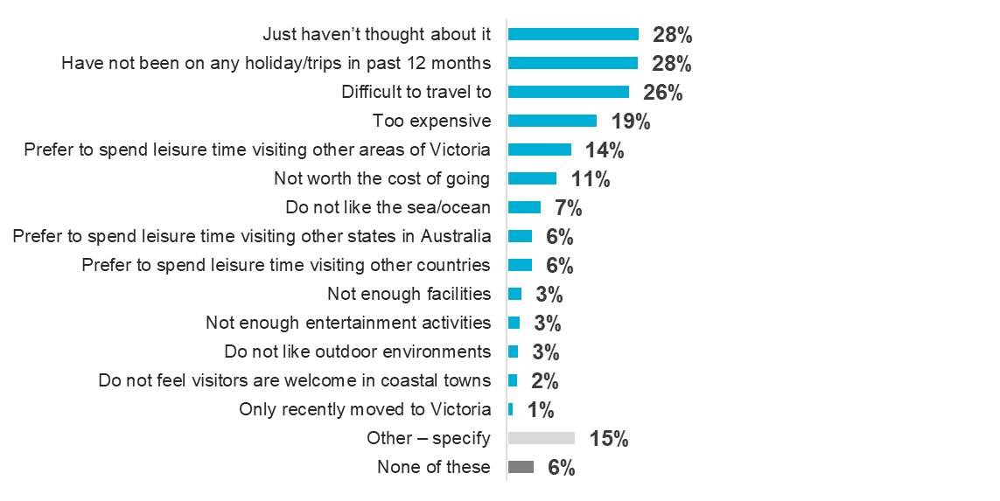 Just haven’t thought about it 28%
Have not been on any holiday/trips in past 12 months 28%
Difficult to travel to 26%
Too expensive 19%
Prefer to spend leisure time visiting other areas of Victoria 14%
Not worth the cost of going 11%
Do not like the sea/ocean 7%
Prefer to spend leisure time visiting other states in Australia 6%
Prefer to spend leisure time visiting other countries 6%
Not enough facilities 3%
Not enough entertainment activities 3%
Do not like outdoor environments 3%
Do not feel visitors are welcome in coastal towns 2%
Only recently moved to Victoria 1%
Other – specify 15%
None of these 6%